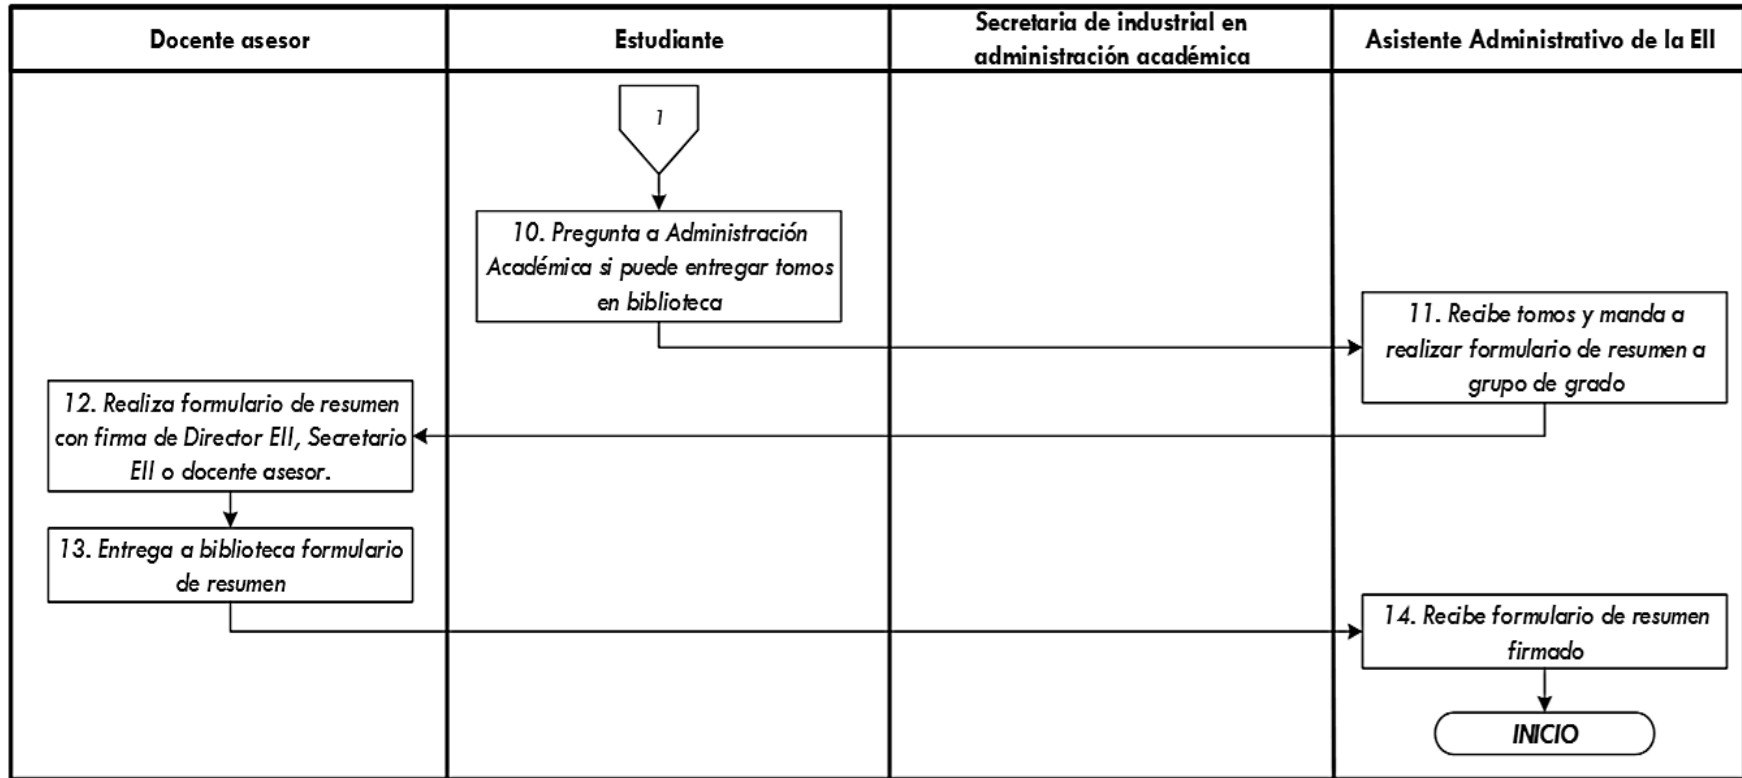 Docente asesor
Estudiante
Secretaria de industrial en
administración académica
Asistente Administrativo de la EII
1
10. Pregunta a Administración
Académica si puede entregar tomos
en biblioteca
11. Recibe tomos y manda a
realizar formulario de resumen a
grupo de grado
12. Realiza formulario de resumen
con firma de Director EII, Secretario
EII o docente asesor.
13. Entrega a biblioteca formulario
de resumen
14. Recibe formulario de resumen
firmado
INICIO